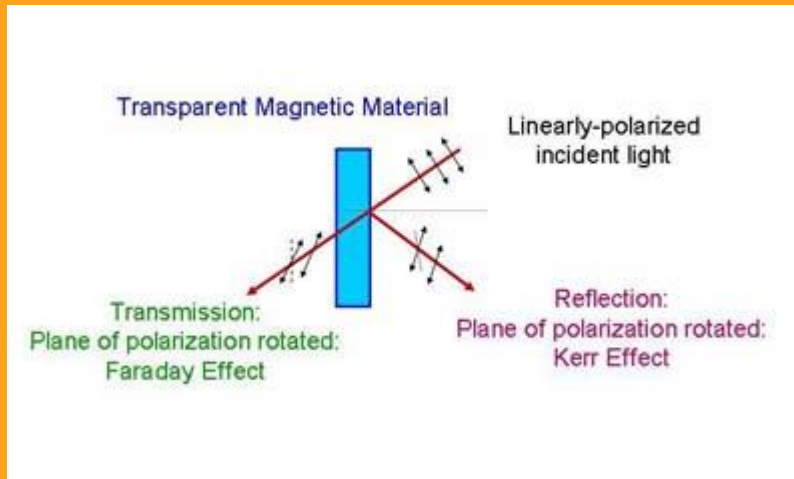 Transparent Magnetic Material
Linearly-polarized
incident light
Transmission:
Plane of polarization rotated:
Faraday Effect
Reflection:
Plane of polarization rotated:
Kerr Effect